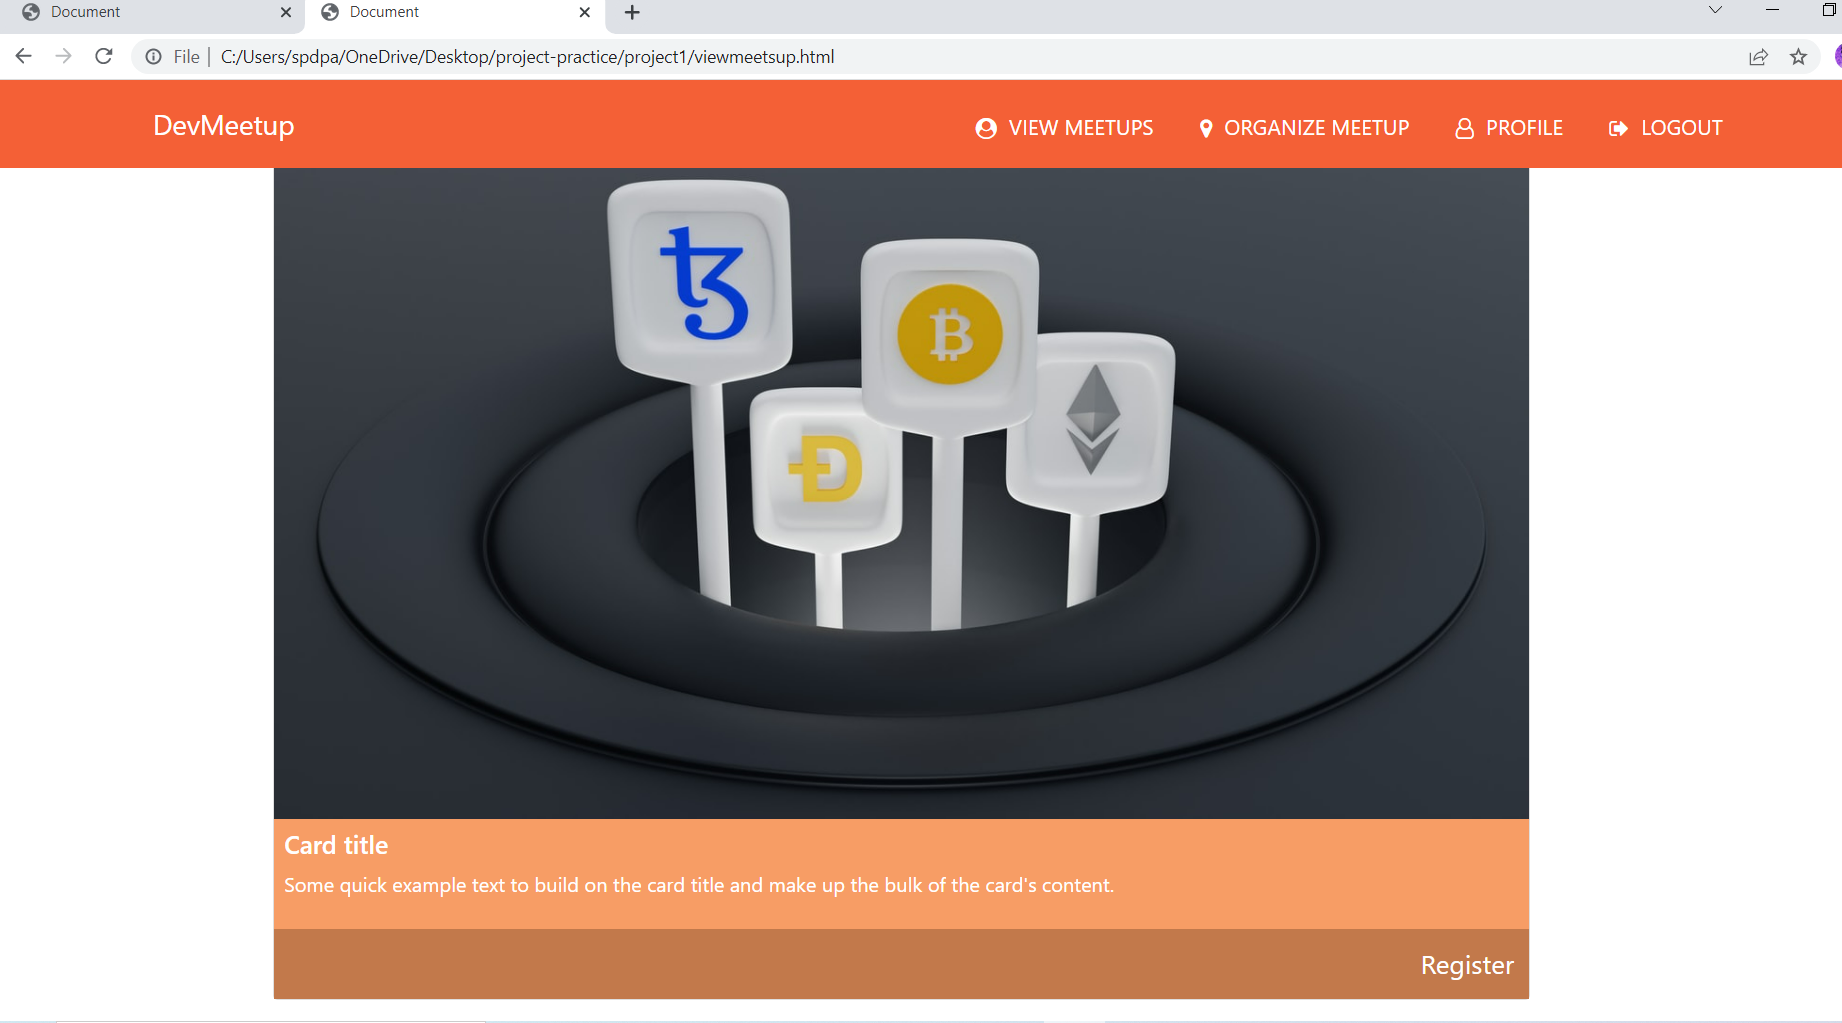 Document
Document
File | C:/Users/spdpa/OneDrive/Desktop/project-practice/project1/viewmeetsup.html
DevMeetup
VIEW MEETUPS
ORGANIZE MEETUP
PROFILE
LOGOUT
Card title
Some quick example text to build on the card title and make up the bulk of the card's content.
Register